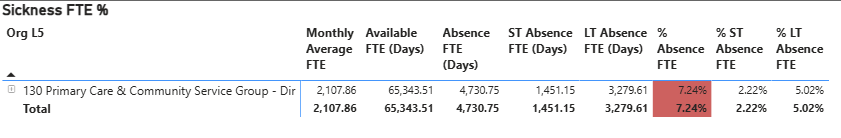 Sickness FTE %
Org L5 Monthly Average FTE Available FTE (Days) Absence FTE (Days) ST Absence FTE (Days) LT Absence FTE (Days) % Absence FTE % ST Absence FTE % LT Absence FTE
130 Primary Care & Community Service Group - Dir 2,107.86 65,343.51 4,730.75 1,451.15 3,279.61 7.24% 2.22% 5.02%
Total 2,107.86 65,343.51 4,730.75 1,451.15 3,279.61 7.24% 2.22% 5.02%